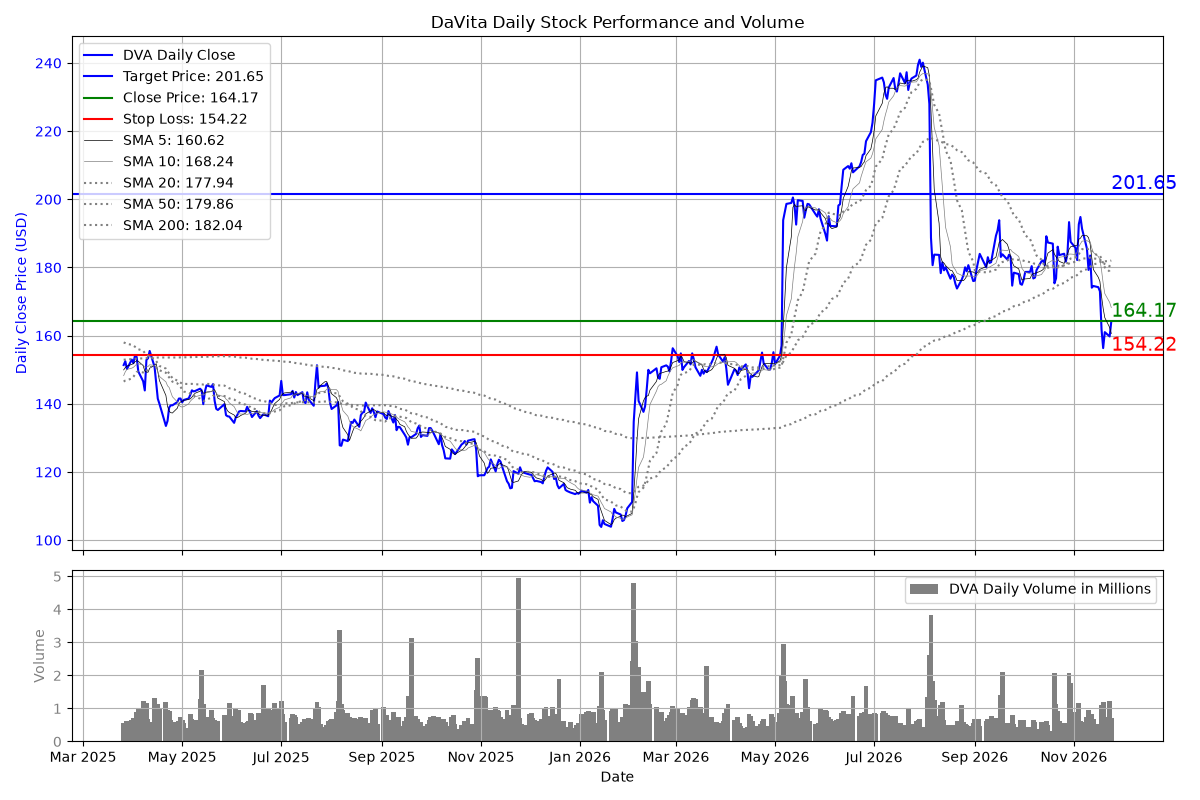 DaVita Daily Stock Performance and Volume
DVA Daily Close
Target Price: 201.65
Close Price: 164.17
Stop Loss: 154.22
SMA 5: 160.62
SMA 10: 168.24
SMA 20: 177.94
SMA 50: 179.86
SMA 200: 182.04
Daily Close Price (USD)
240
220
200
180
160
140
120
100
201.65
164.17
154.22
DVA Daily Volume in Millions
Volume
5
4
3
2
1
0
Mar 2025 May 2025 Jul 2025 Sep 2025 Nov 2025 Jan 2026 Mar 2026 May 2026 Jul 2026 Sep 2026 Nov 2026
Date